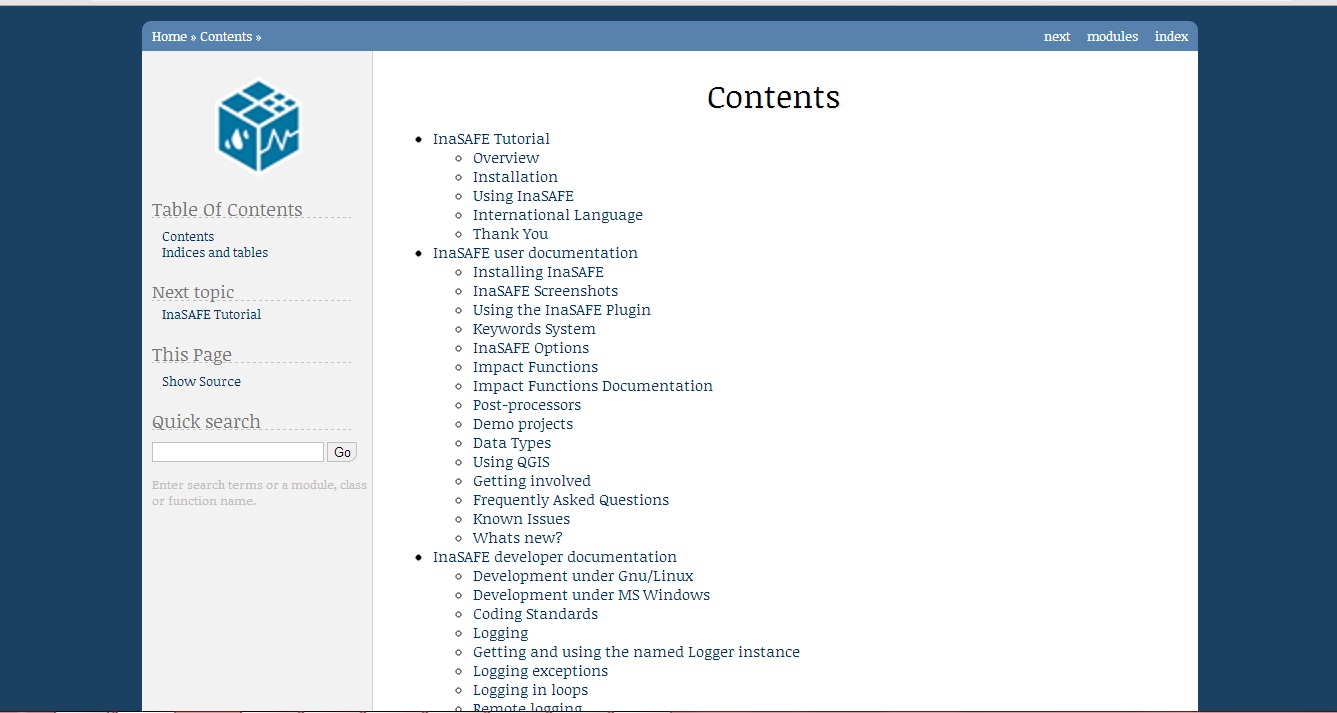 Home » Contents »
next modules index
Table Of Contents
Contents
Indices and tables
Next topic
InaSAFE Tutorial
This Page
Show Source
Quick search
Go
Enter search terms or a module, class
or function name.
Contents
InaSAFE Tutorial
Overview
Installation
Using InaSAFE
International Language
Thank You
InaSAFE user documentation
Installing InaSAFE
InaSAFE Screenshots
Using the InaSAFE Plugin
Keywords System
InaSAFE Options
Impact Functions
Impact Functions Documentation
Post-processors
Demo projects
Data Types
Using QGIS
Getting involved
Frequently Asked Questions
Known Issues
Whats new?
InaSAFE developer documentation
Development under Gnu/Linux
Development under MS Windows
Coding Standards
Logging
Getting and using the named Logger instance
Logging exceptions
Logging in loops
Remote logging